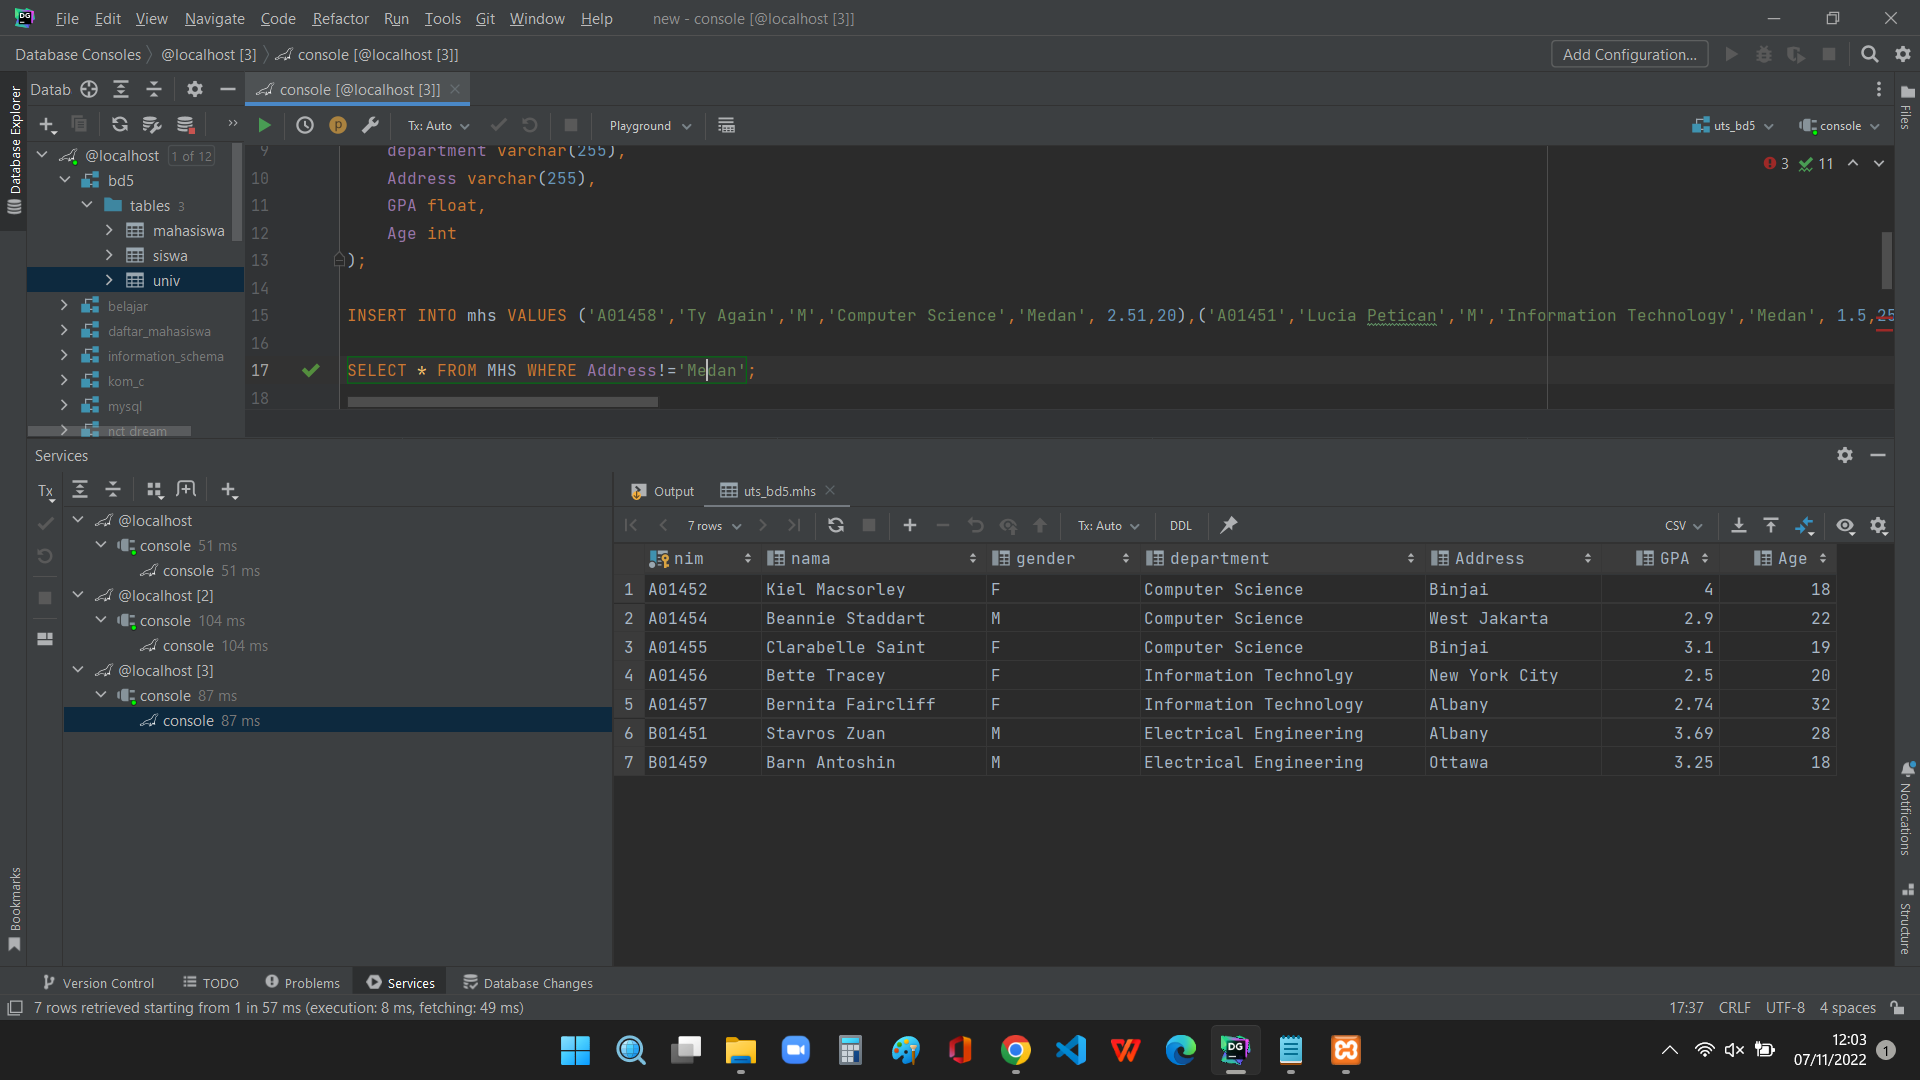 DG File Edit View Navigate Code Refactor Run Tools Git Window Help new - console [@localhost [3]]
Database Consoles @localhost [3] console [@localhost [3]] Add Configuration...
Datab console [@localhost [3]]
Tx: Auto Playground uts_bd5 console
Database Explorer
Files
@localhost 1 of 12
bd5
tables 3
mahasiswa
siswa
univ
belajar
daftar_mahasiswa
information_schema
kom_c
mysql
nct dream
3 11
9 department varchar(255),
10 Address varchar(255),
11 GPA float,
12 Age int
13 );
14
15 INSERT INTO mhs VALUES ('A01458','Ty Again','M','Computer Science','Medan', 2.51,20),('A01451','Lucia Petican','M','Information Technology','Medan', 1.5,25
16
17 SELECT * FROM MHS WHERE Address!='Medan';
18
Services
Tx
@localhost
console 51 ms
console 51 ms
@localhost [2]
console 104 ms
console 104 ms
@localhost [3]
console 87 ms
console 87 ms
Output uts_bd5.mhs
7 rows Tx: Auto DDL CSV
nim nama gender department Address GPA Age
1 A01452 Kiel Macsorley F Computer Science Binjai 4 18
2 A01454 Beannie Staddart M Computer Science West Jakarta 2.9 22
3 A01455 Clarabelle Saint F Computer Science Binjai 3.1 19
4 A01456 Bette Tracey F Information Technolgy New York City 2.5 20
5 A01457 Bernita Faircliff F Information Technology Albany 2.74 32
6 B01451 Stavros Zuan M Electrical Engineering Albany 3.69 28
7 B01459 Barn Antoshin M Electrical Engineering Ottawa 3.25 18
Notifications
Structure
Bookmarks
Version Control TODO Problems Services Database Changes
7 rows retrieved starting from 1 in 57 ms (execution: 8 ms, fetching: 49 ms) 17:37 CRLF UTF-8 4 spaces
DG
12:03
07/11/2022 1